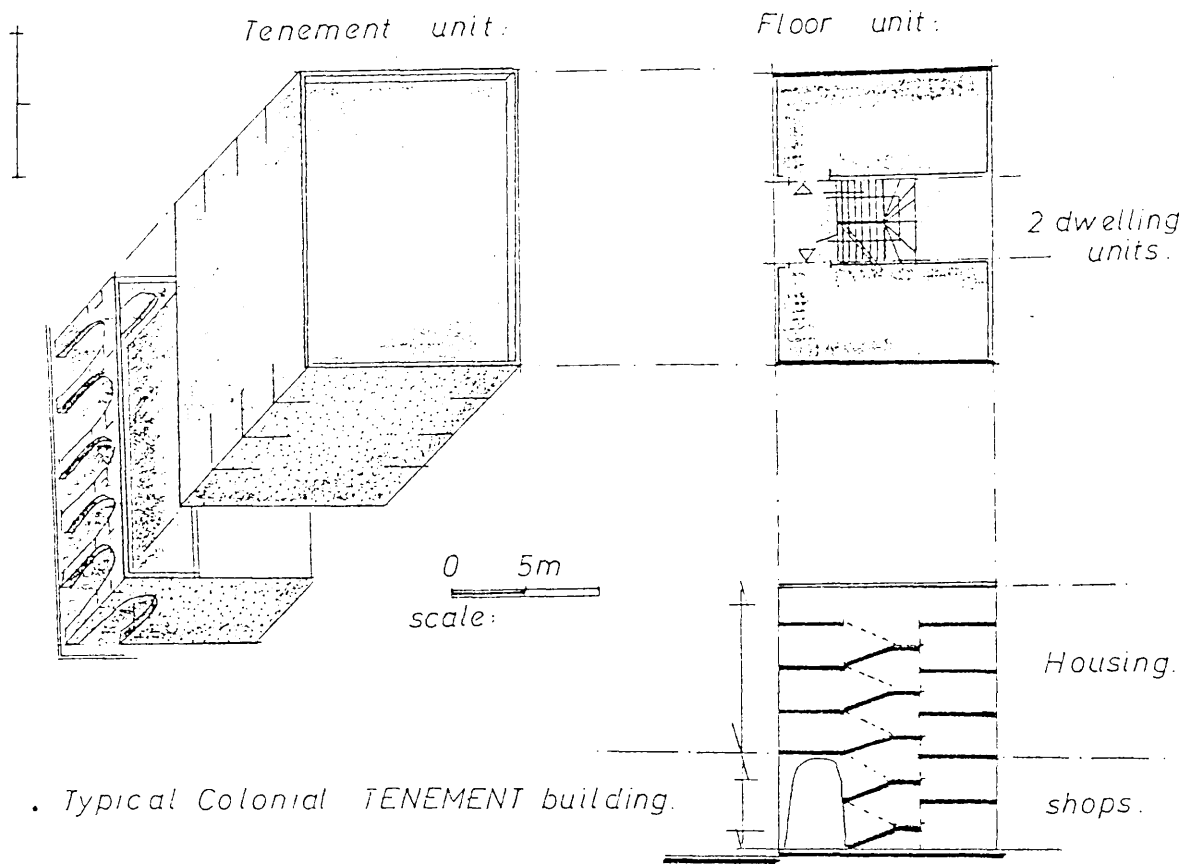 Tenement unit:
Floor unit:
2 dwelling
units.
0 5m
scale:
Housing.
shops.
. Typical Colonial TENEMENT building.